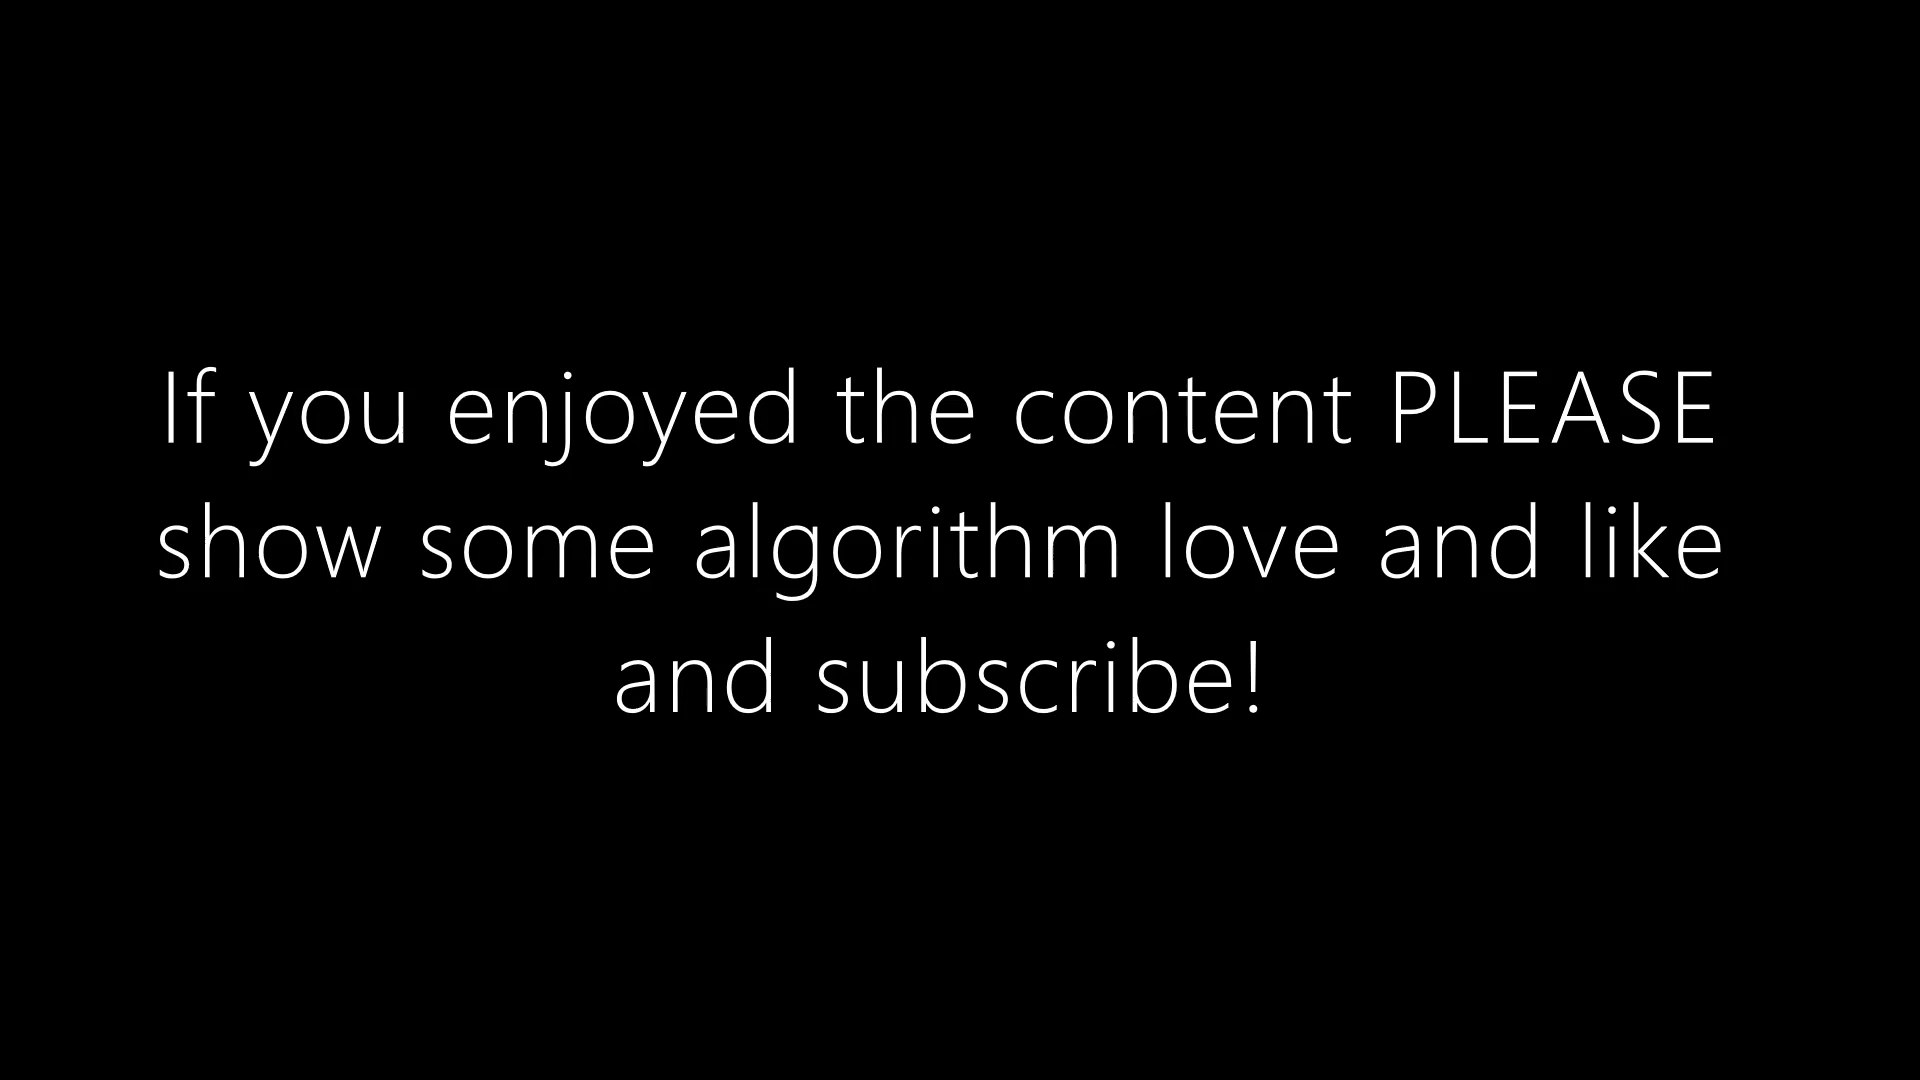 If you enjoyed the content PLEASE
show some algorithm love and like
and subscribe!